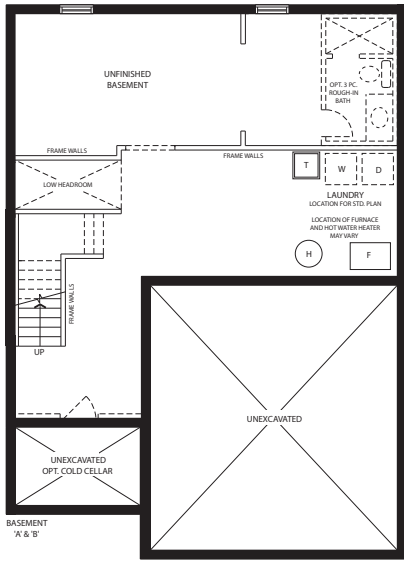 UNFINISHED
BASEMENT
OPT. 3 PC.
ROUGH-IN
BATH
FRAME WALLS
FRAME WALLS
T
W
D
LOW HEADROOM
LAUNDRY
LOCATION FOR STD. PLAN
LOCATION OF FURNACE
AND HOT WATER HEATER
MAY VARY
H
F
FRAME WALLS
UP
UNEXCAVATED
UNEXCAVATED
OPT. COLD CELLAR
BASEMENT
'A' & 'B'